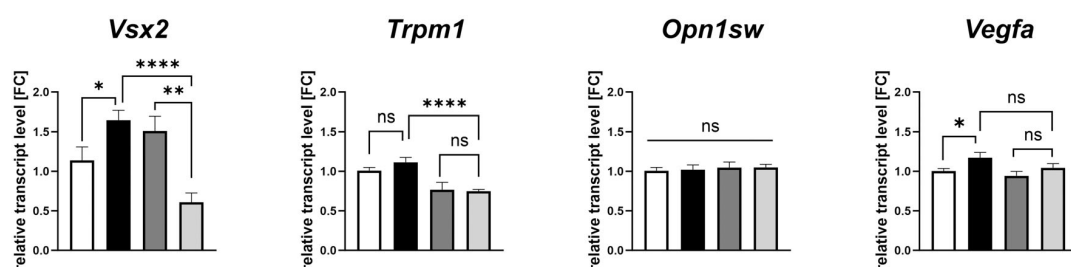 Vsx2
relative transcript level [FC]
2.0
1.5
1.0
0.5
0.0
*
****
**
Trpm1
relative transcript level [FC]
2.0
1.5
1.0
0.5
0.0
ns
****
ns
Opn1sw
relative transcript level [FC]
2.0
1.5
1.0
0.5
0.0
ns
Vegfa
relative transcript level [FC]
2.0
1.5
1.0
0.5
0.0
*
ns
ns